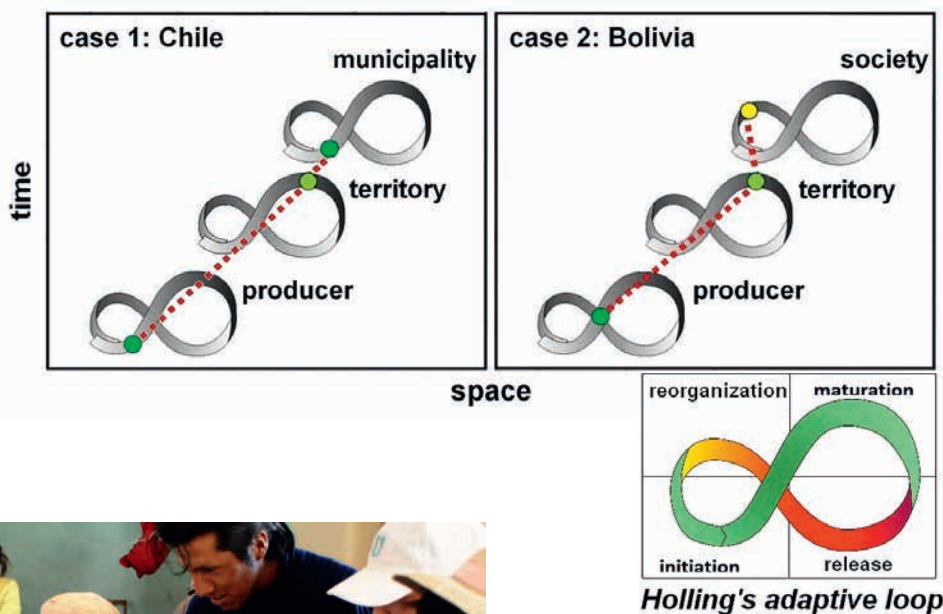 case 1: Chile
municipality
territory
producer
case 2: Bolivia
society
territory
producer
time
space
reorganization
maturation
initiation
release
Holling's adaptive loop